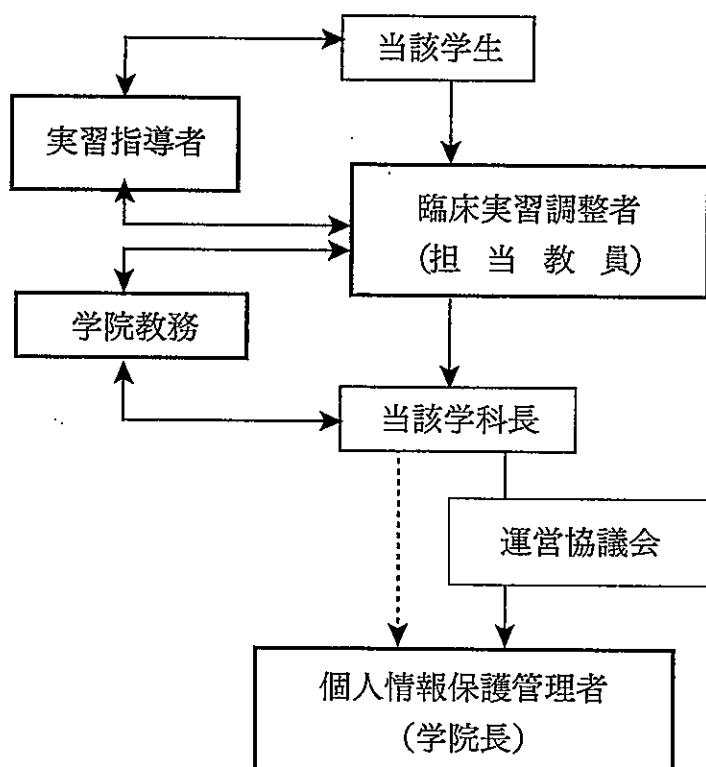 当該学生
実習指導者
臨床実習調整者
(担当教員)
学院教務
当該学科長
運営協議会
個人情報保護管理者
(学院長)